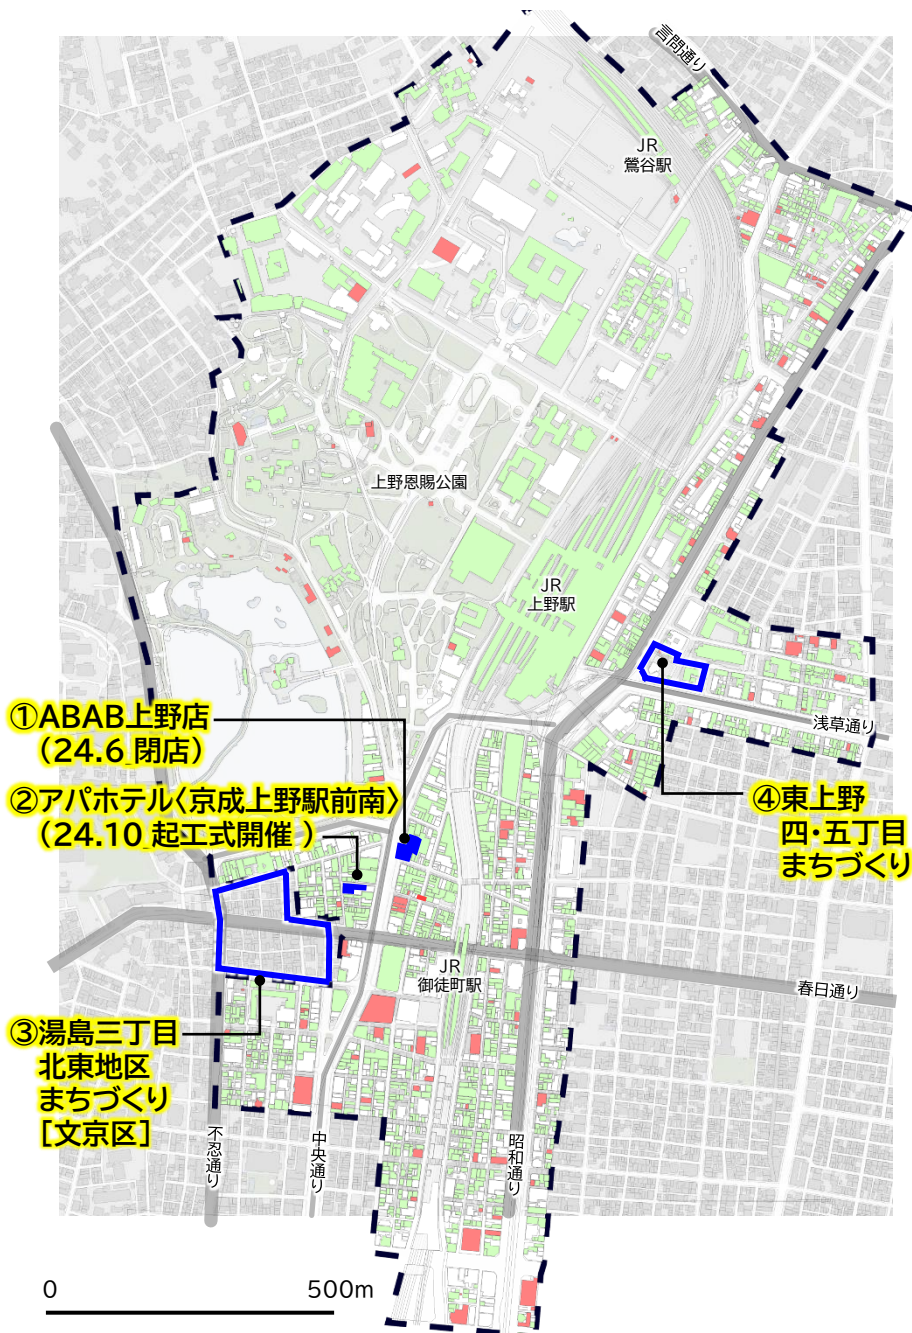 言問通り
JR
鶯谷駅
上野恩賜公園
JR
上野駅
①ABAB上野店
(24.6_閉店)
浅草通り
②アパホテル〈京成上野駅前南〉
(24.10_起工式開催 )
④東上野
四・五丁目
まちづくり
JR
御徒町駅
春日通り
③湯島三丁目
北東地区
まちづくり
[文京区]
不忍通り
中央通り
昭和通り
0 500m